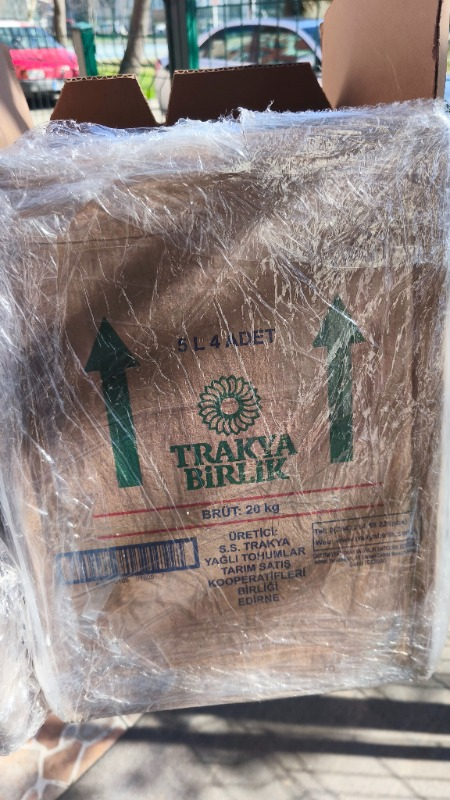 5 L 4 ADET
TRAKYA
BİRLİK
BRÜT: 20 kg
ÜRETİCİ:
S.S. TRAKYA
YAĞLI TOHUMLAR
TARIM SATIŞ
KOOPERATİFLERİ
BİRLİĞİ
EDİRNE
Tel: